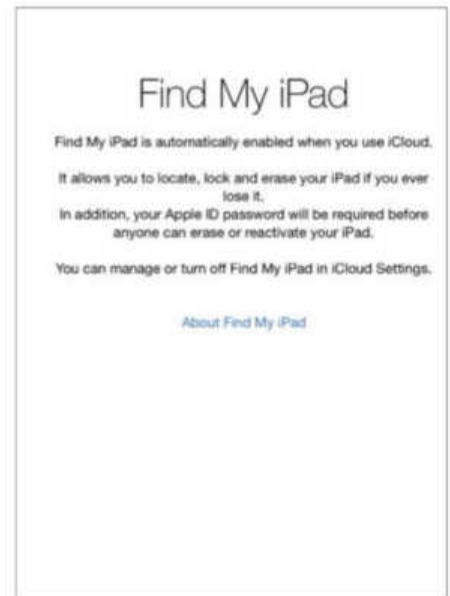 Find My iPad
Find My iPad is automatically enabled when you use iCloud.
It allows you to locate, lock and erase your iPad if you ever
lose it.
In addition, your Apple ID password will be required before
anyone can erase or reactivate your iPad.
You can manage or turn off Find My iPad in iCloud Settings.
About Find My iPad